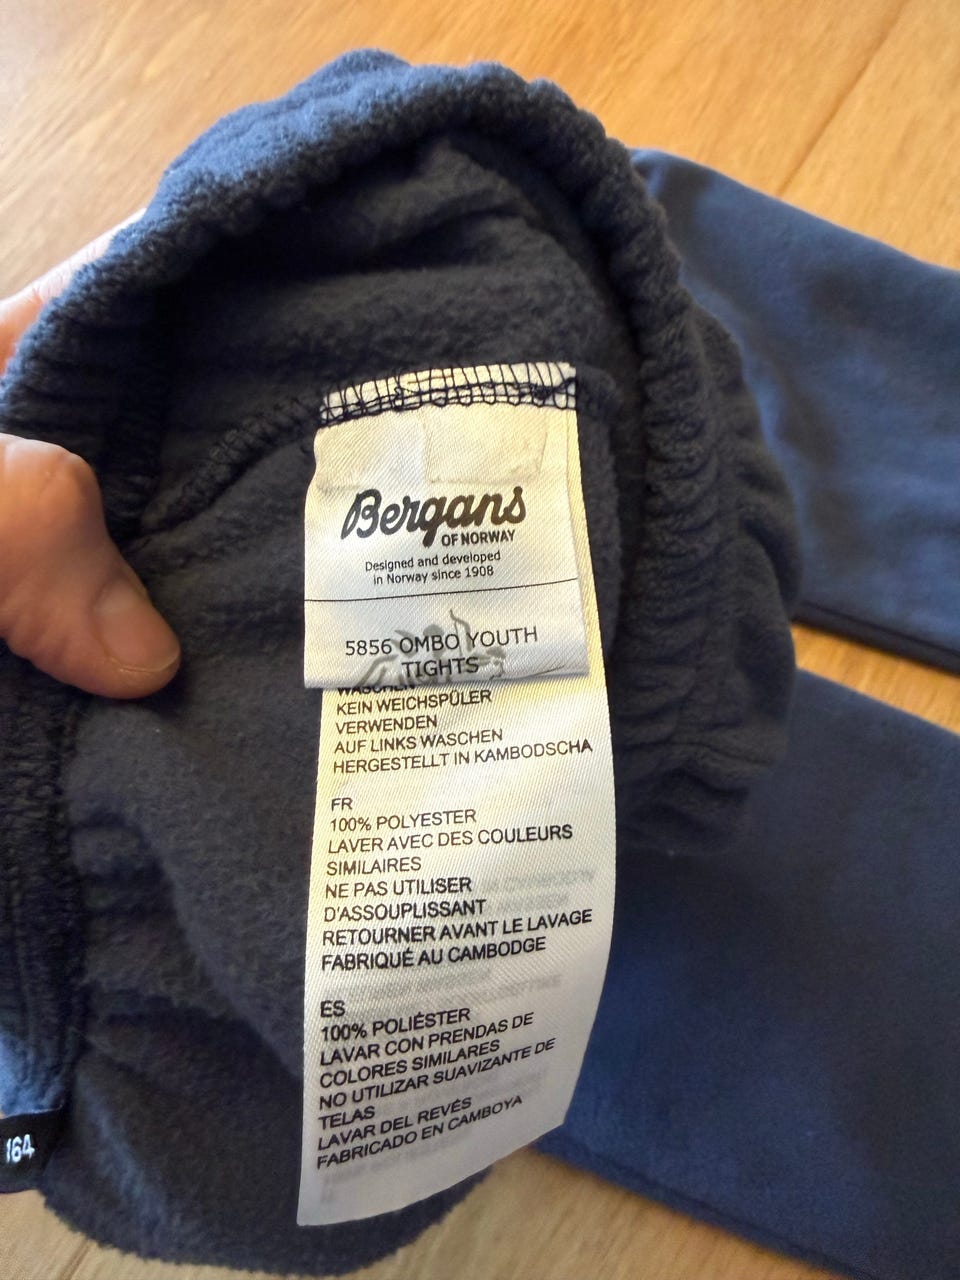 Bergans
OF NORWAY
Designed and developed
in Norway since 1908
5856 OMBO YOUTH
TIGHTS
WASCHEN
KEIN WEICHSPÜLER
VERWENDEN
AUF LINKS WASCHEN
HERGESTELLT IN KAMBODSCHA
FR
100% POLYESTER
LAVER AVEC DES COULEURS
SIMILAIRES
NE PAS UTILISER
D'ASSOUPLISSANT
RETOURNER AVANT LE LAVAGE
FABRIQUÉ AU CAMBODGE
ES
100% POLIÉSTER
LAVAR CON PRENDAS DE
COLORES SIMILARES
NO UTILIZAR SUAVIZANTE DE
TELAS
LAVAR DEL REVÉS
FABRICADO EN CAMBOYA
164